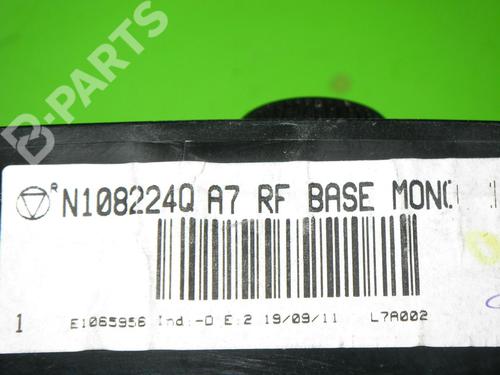 B-PARTS
R N108224Q A7 RF BASE MONO
1 E1065956 Ind:-D E:2 19/09/11 L7A002